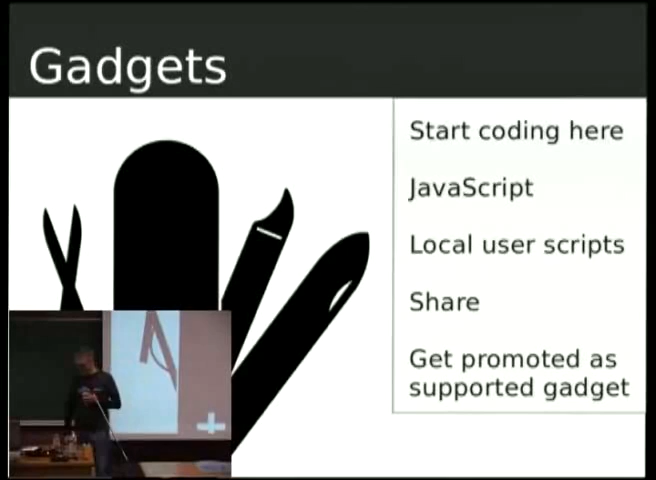 Gadgets
Start coding here
JavaScript
Local user scripts
Share
Get promoted as
supported gadget